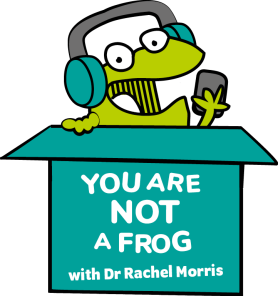 YOU ARE
NOT
A FROG
with Dr Rachel Morris